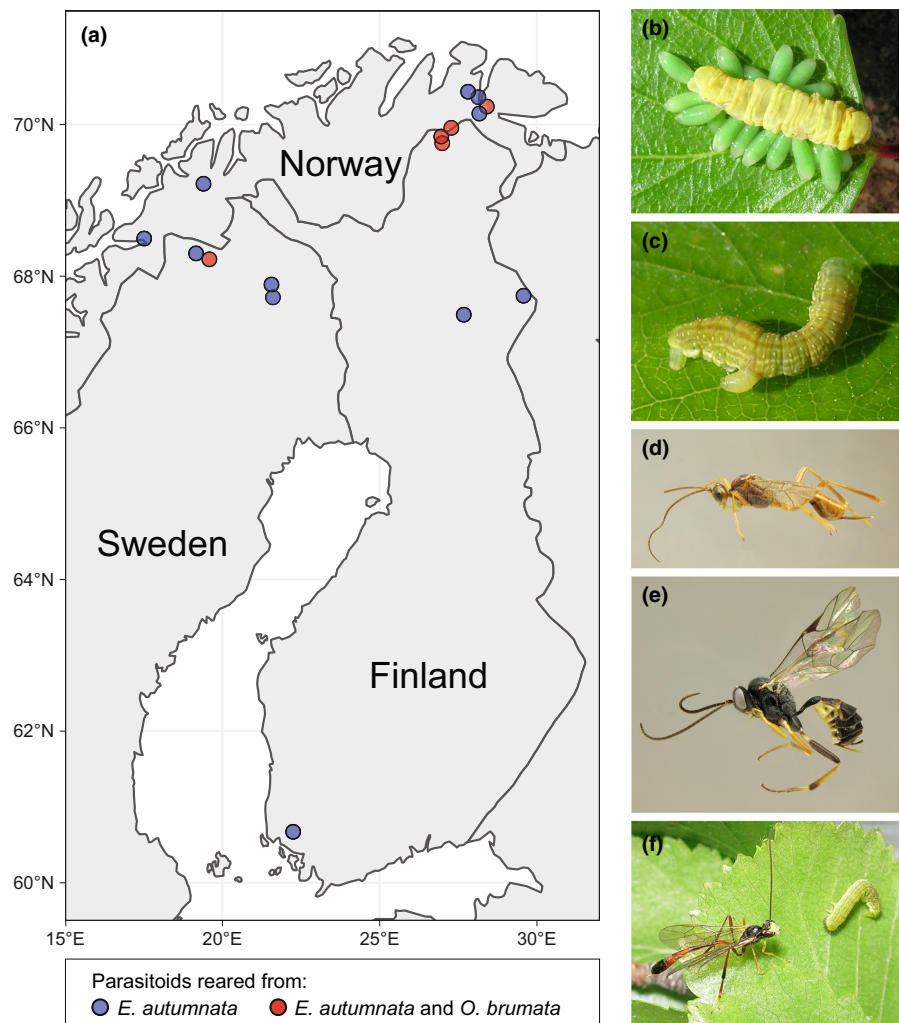 (a)
70°N
68°N
66°N
64°N
62°N
60°N
15°E 20°E 25°E 30°E
Norway
Sweden
Finland
Parasitoids reared from:
E. autumnata E. autumnata and O. brumata
(b)
(c)
(d)
(e)
(f)